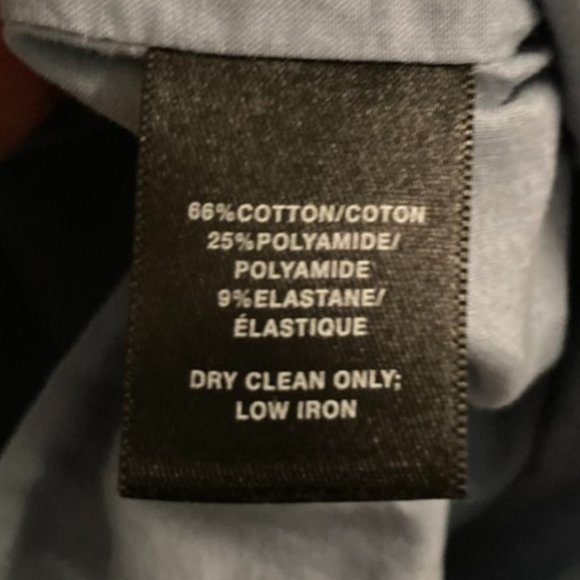 66%COTTON/COTON
25%POLYAMIDE/
POLYAMIDE
9%ELASTANE/
ÉLASTIQUE
DRY CLEAN ONLY;
LOW IRON